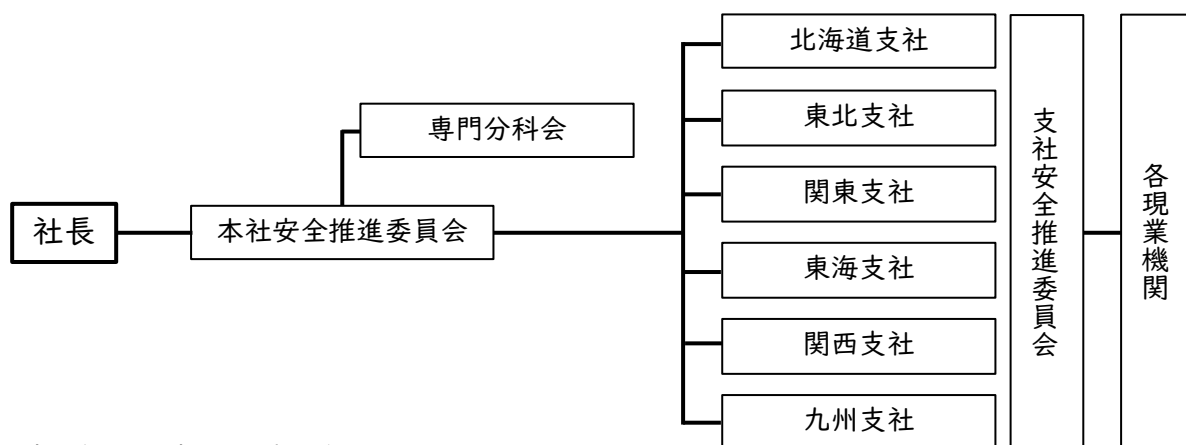 社長
本社安全推進委員会
専門分科会
北海道支社
東北支社
関東支社
東海支社
関西支社
九州支社
支社安全推進委員会
各現業機関